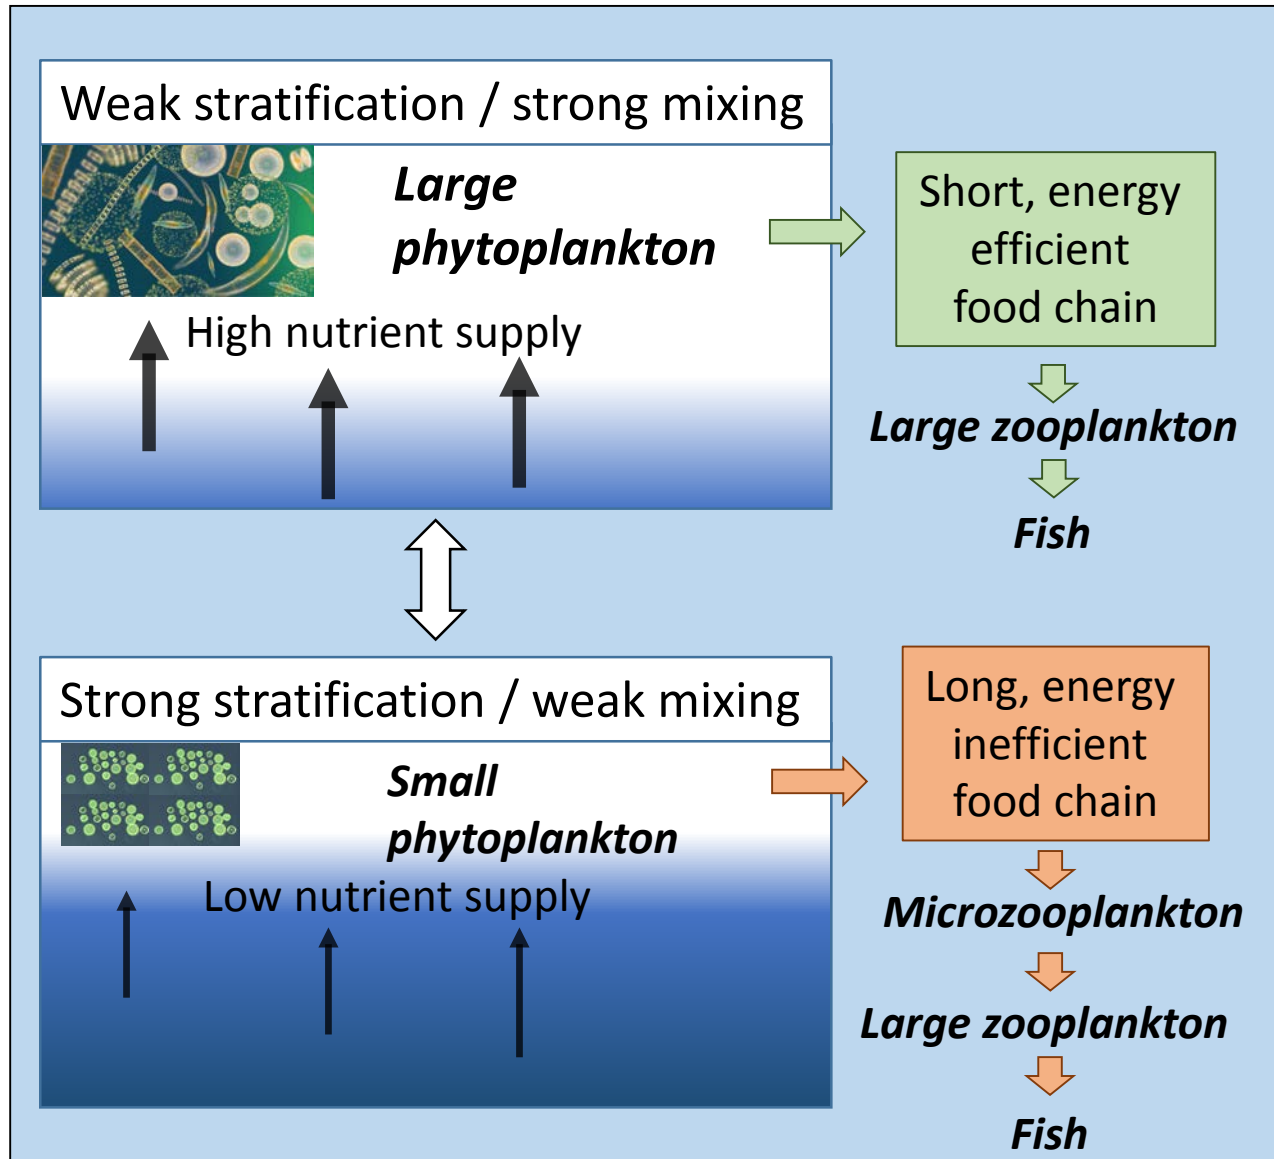 Weak stratification / strong mixing
Large
phytoplankton
High nutrient supply
Short, energy
efficient
food chain
Large zooplankton
Fish
Strong stratification / weak mixing
Small
phytoplankton
Low nutrient supply
Long, energy
inefficient
food chain
Microzooplankton
Large zooplankton
Fish